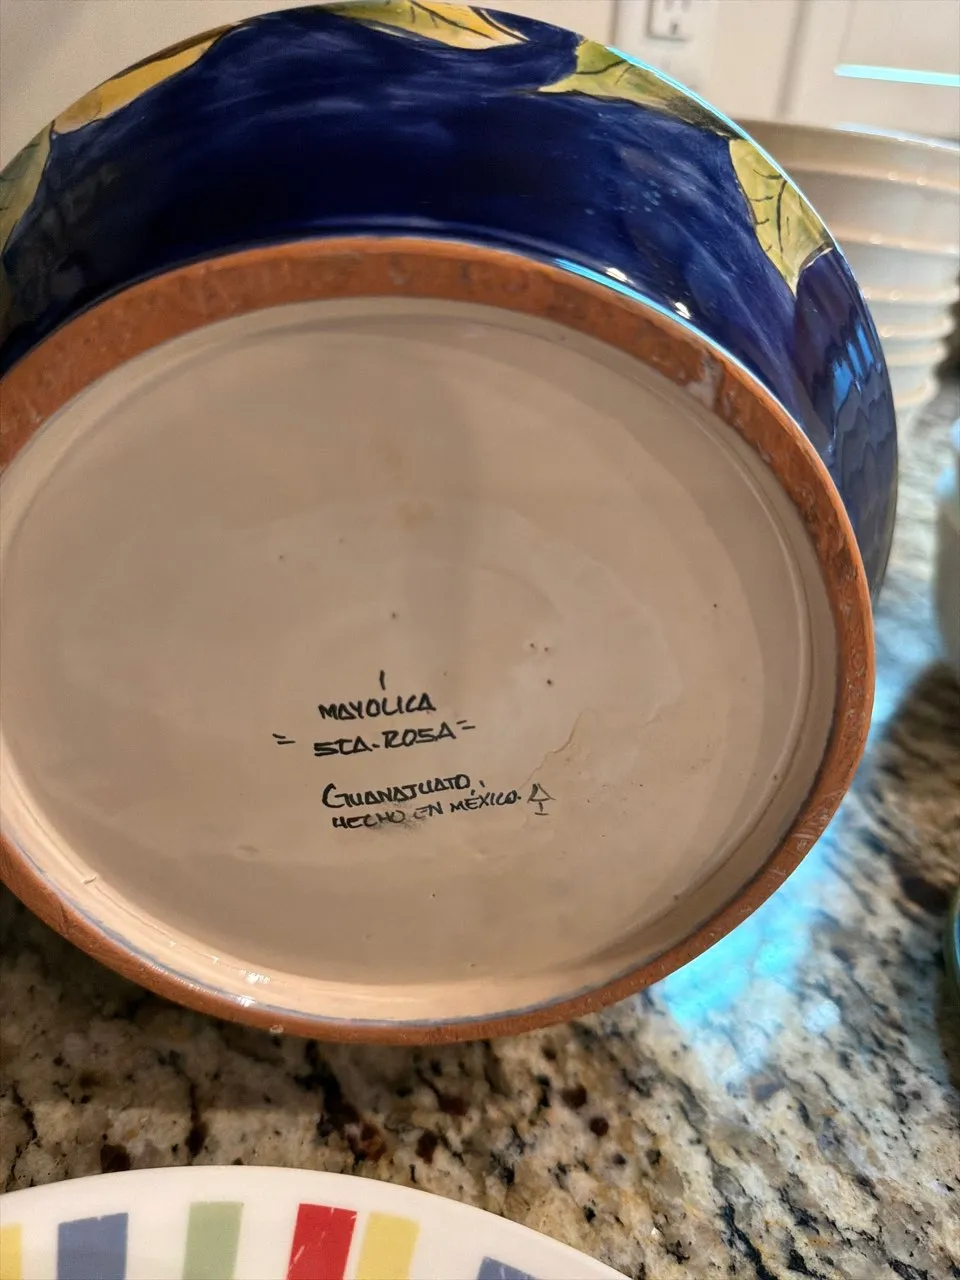 MAYOLICA
= STA-ROSA =
GUANAJUATO,
HECHO EN MÉXICO.